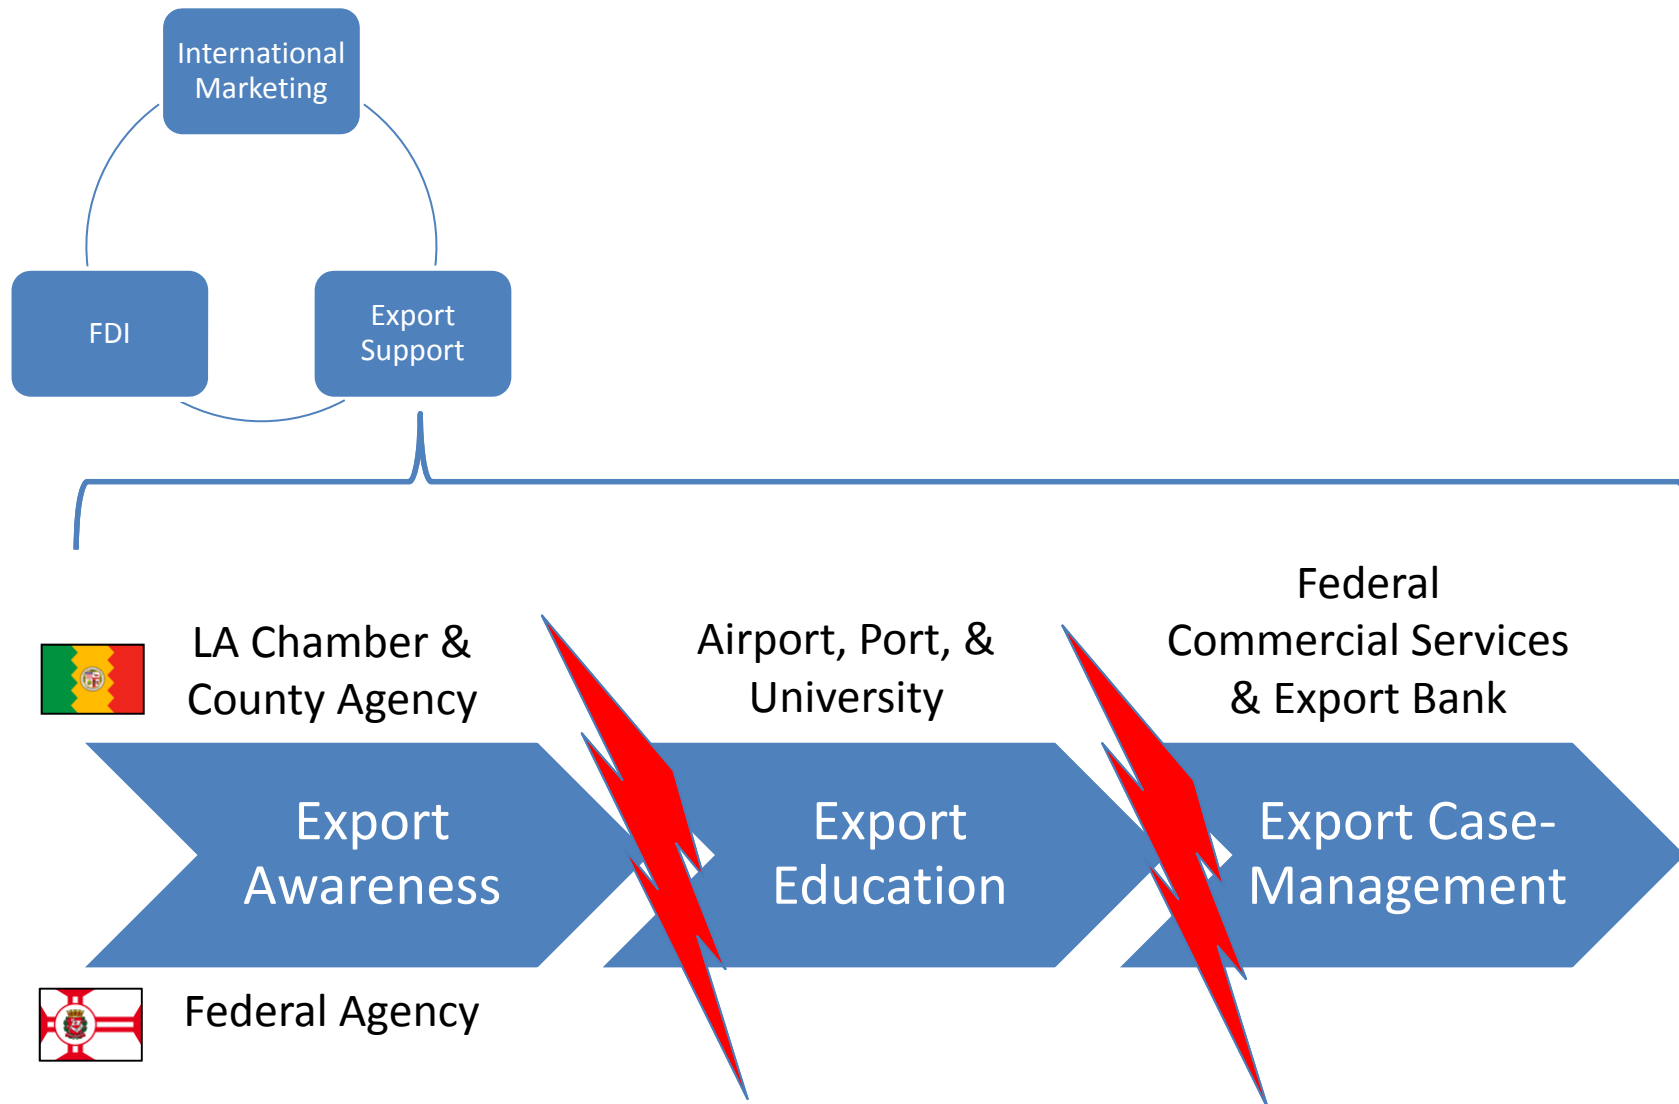 International
Marketing
FDI
Export
Support
LA Chamber &
County Agency
Airport, Port, &
University
Federal
Commercial Services
& Export Bank
Export
Awareness
Export
Education
Export Case-
Management
Federal Agency